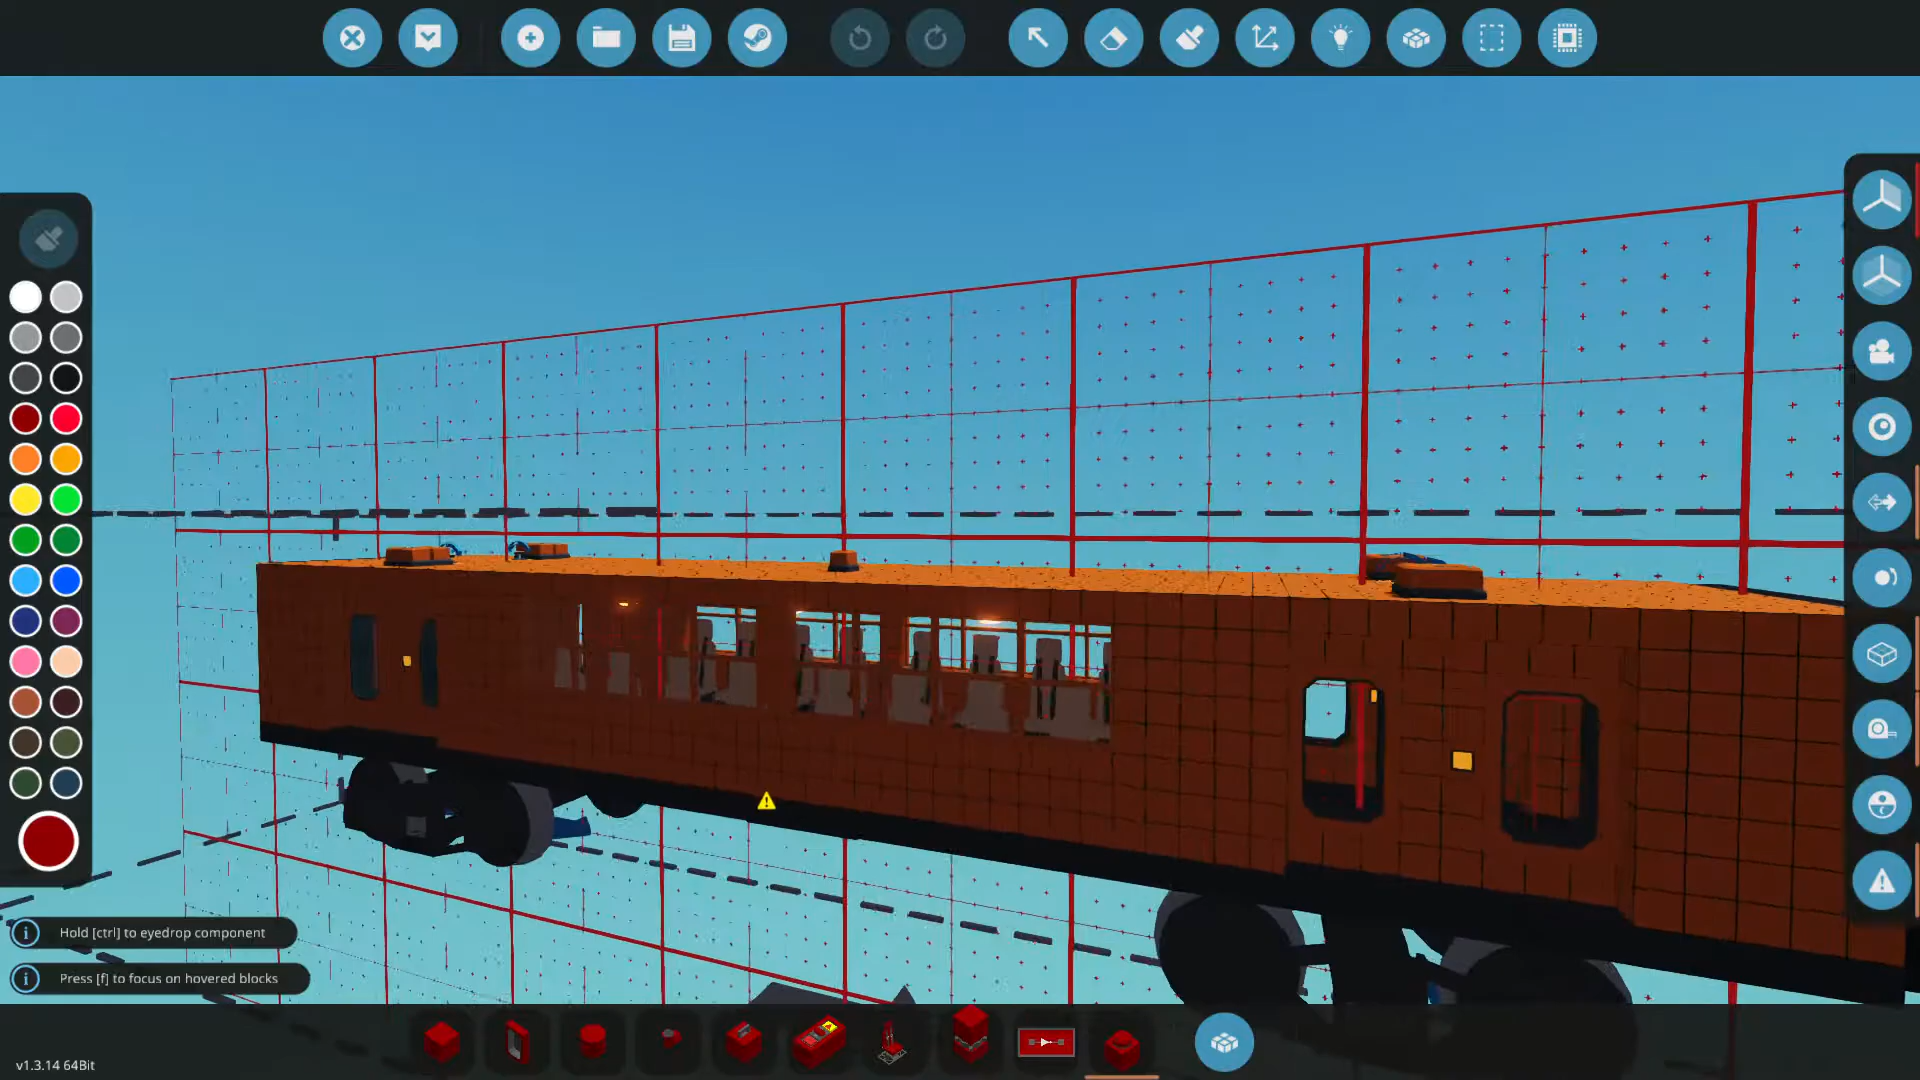 Hold [ctrl] to eyedrop component
Press [f] to focus on hovered blocks
v1.3.14 64Bit